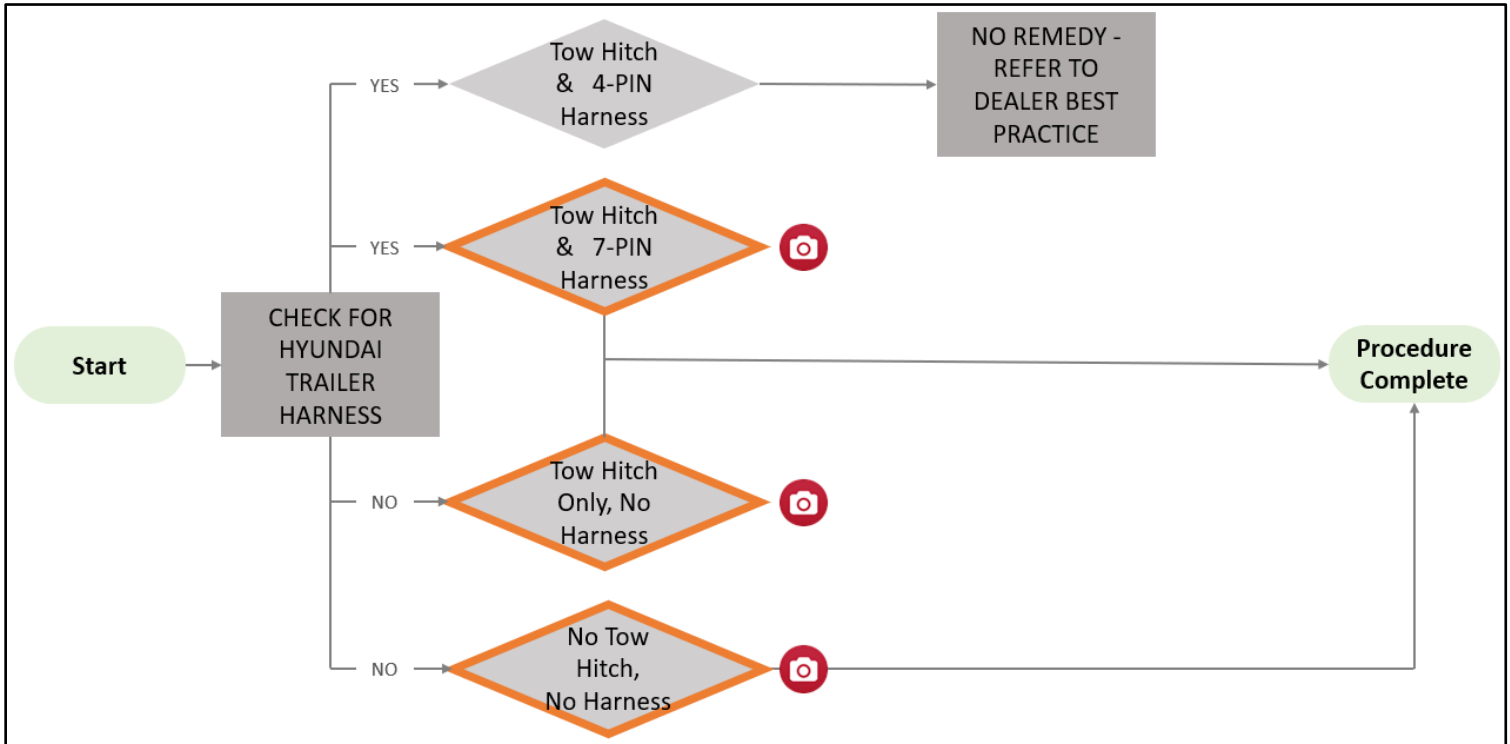 YES
Tow Hitch
& 4-PIN
Harness
NO REMEDY -
REFER TO
DEALER BEST
PRACTICE
YES
Tow Hitch
& 7-PIN
Harness
Start
CHECK FOR
HYUNDAI
TRAILER
HARNESS
Procedure
Complete
NO
Tow Hitch
Only, No
Harness
NO
No Tow
Hitch,
No Harness